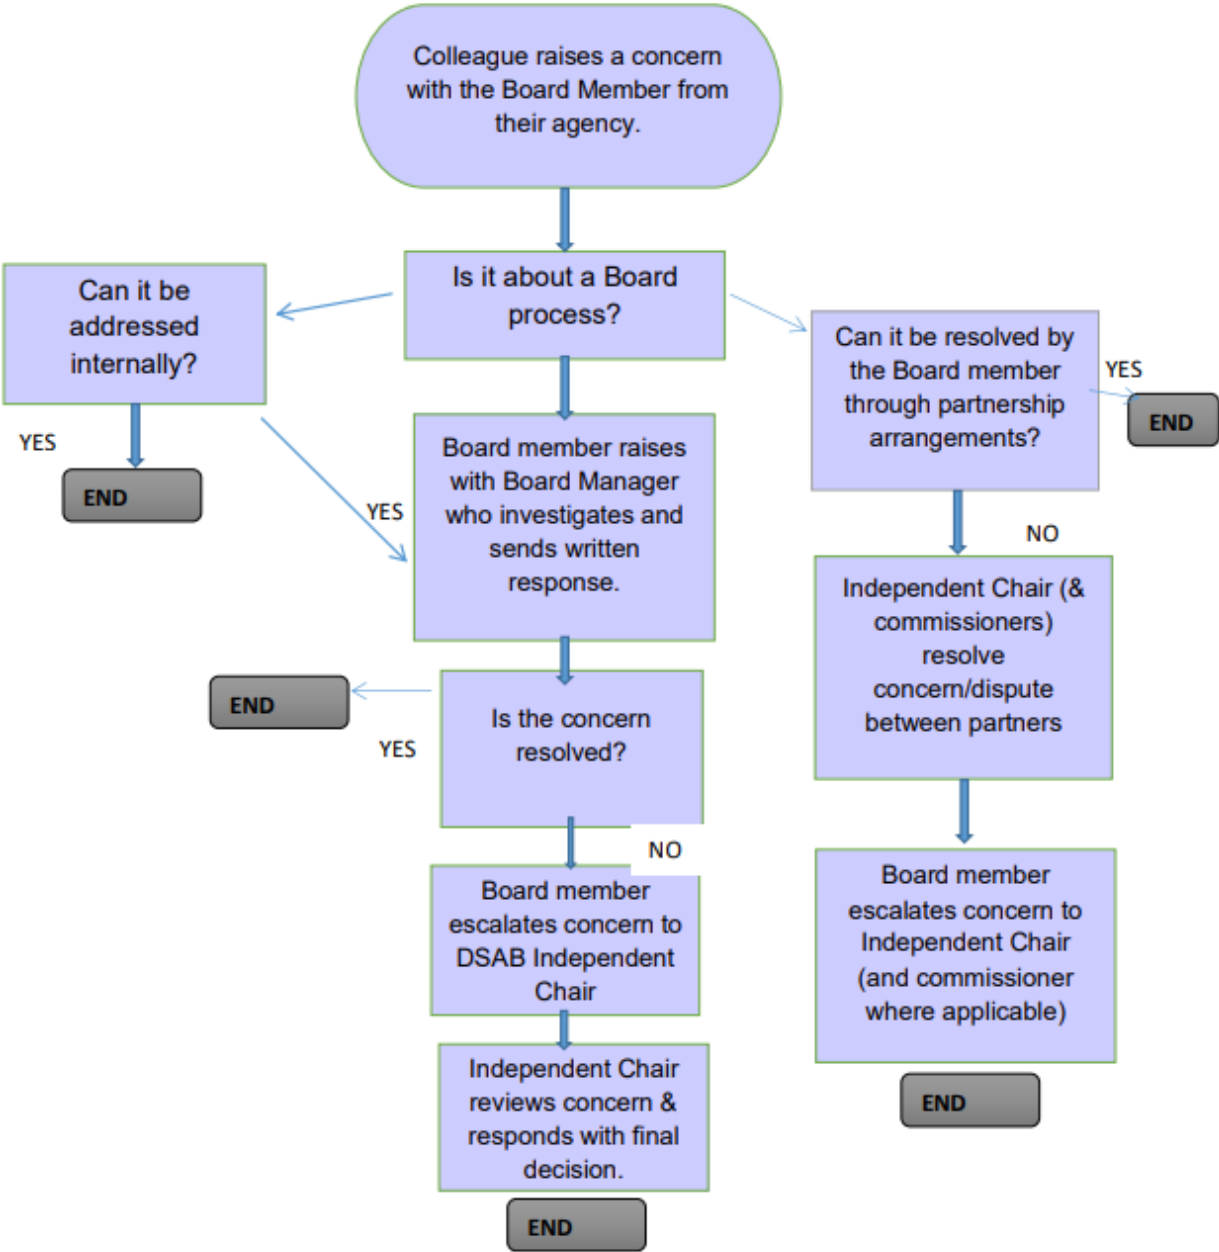 Colleague raises a concern
with the Board Member from
their agency.
Is it about a Board
process?
Can it be
addressed
internally?
YES
END
Can it be resolved by
the Board member
through partnership
arrangements?
YES
END
Board member raises
with Board Manager
who investigates and
sends written
response.
YES
NO
Independent Chair (&
commissioners)
resolve
concern/dispute
between partners
Is the concern
resolved?
END
YES
NO
Board member
escalates concern to
DSAB Independent
Chair
Board member
escalates concern to
Independent Chair
(and commissioner
where applicable)
END
Independent Chair
reviews concern &
responds with final
decision.
END